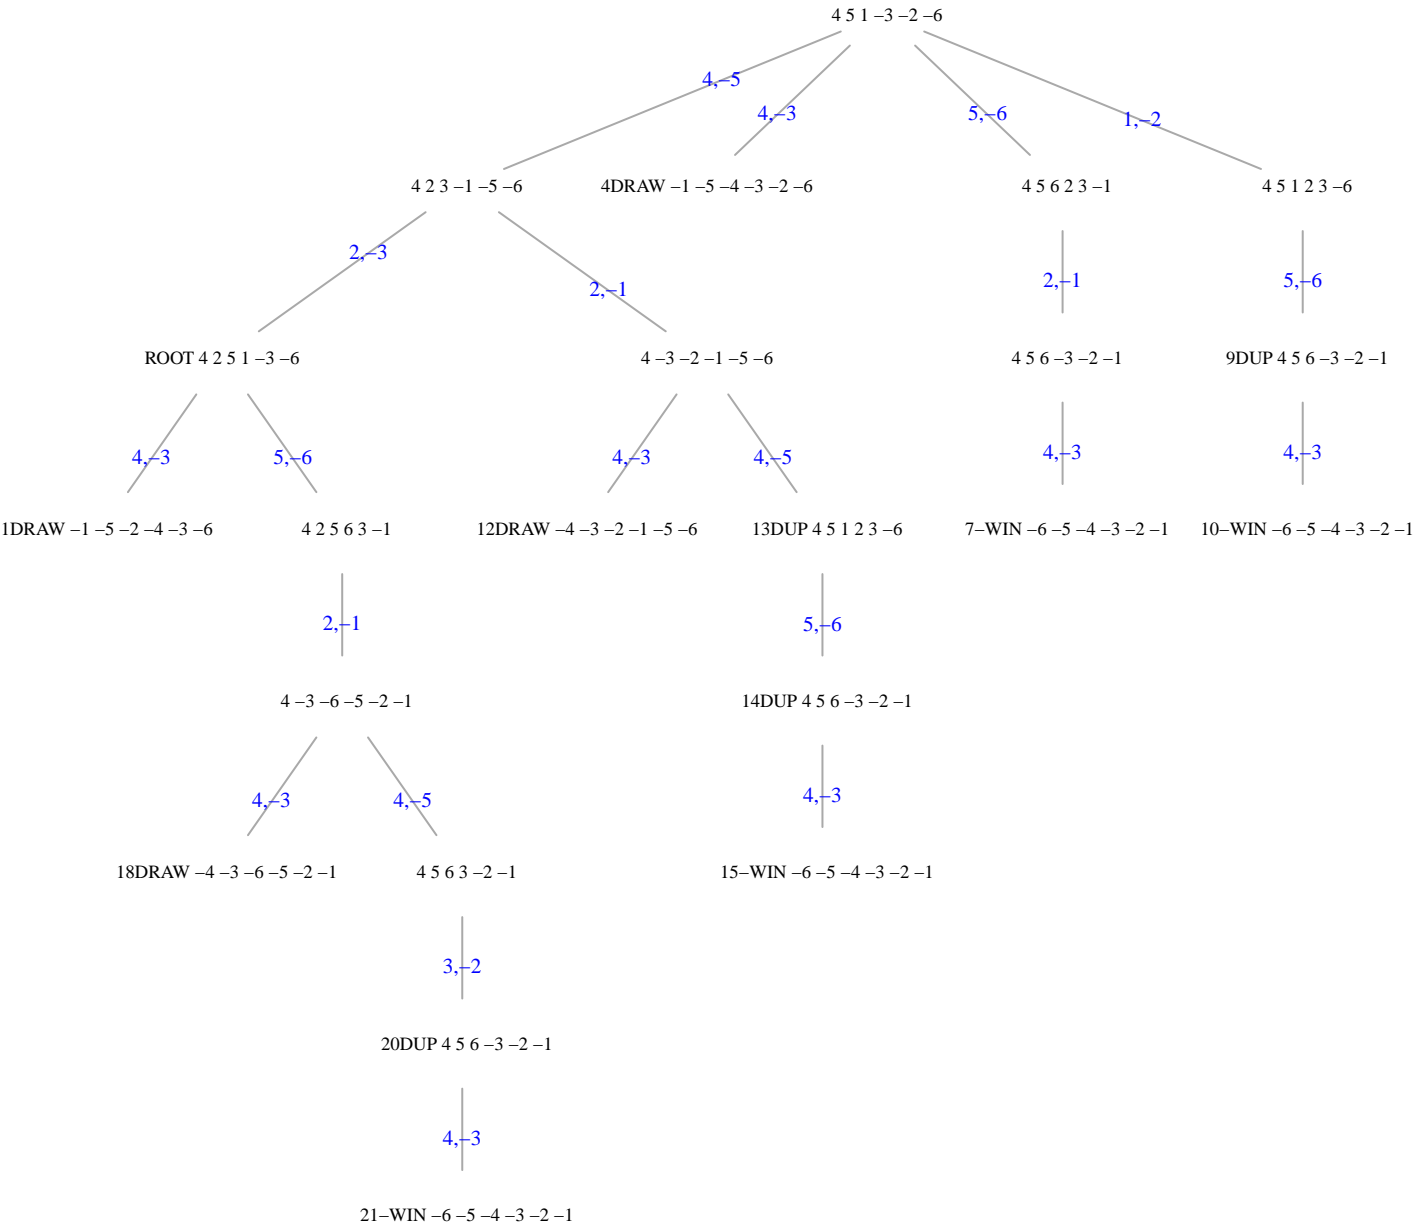 4 5 1 –3 –2 –6
4,–5
4,–3
5,–6
1,–2
4 2 3 –1 –5 –6
4DRAW –1 –5 –4 –3 –2 –6
4 5 6 2 3 –1
4 5 1 2 3 –6
2,–3
2,–1
2,–1
5,–6
ROOT 4 2 5 1 –3 –6
4 –3 –2 –1 –5 –6
4 5 6 –3 –2 –1
9DUP 4 5 6 –3 –2 –1
4,–3
5,–6
4,–3
4,–5
4,–3
4,–3
1DRAW –1 –5 –2 –4 –3 –6
4 2 5 6 3 –1
12DRAW –4 –3 –2 –1 –5 –6
13DUP 4 5 1 2 3 –6
7–WIN –6 –5 –4 –3 –2 –1
10–WIN –6 –5 –4 –3 –2 –1
2,–1
5,–6
4 –3 –6 –5 –2 –1
14DUP 4 5 6 –3 –2 –1
4,–3
4,–5
4,–3
18DRAW –4 –3 –6 –5 –2 –1
4 5 6 3 –2 –1
15–WIN –6 –5 –4 –3 –2 –1
3,–2
20DUP 4 5 6 –3 –2 –1
4,–3
21–WIN –6 –5 –4 –3 –2 –1